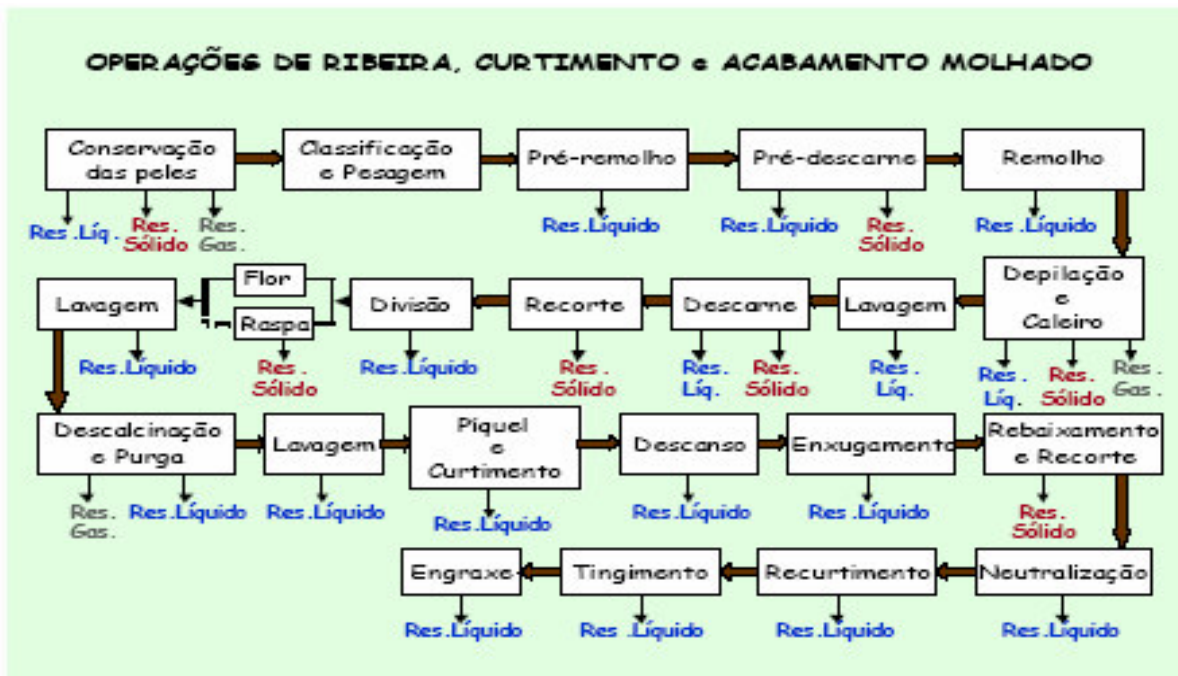 OPERAÇÕES DE RIBEIRA, CURTIMENTO e ACABAMENTO MOLHADO
Conservação
das peles
Classificação
e Pesagem
Pré-remolho
Pré-descarne
Remolho
Res.Líq.
Res.
Sólido
Res.
Gas.
Res.Líquido
Res.Líquido
Res.
Sólido
Res.Líquido
Lavagem
Flor
Raspa
Divisão
Recorte
Descarne
Lavagem
Depilação
e
Caleiro
Res.Líquido
Res.
Sólido
Res.Líquido
Res.
Sólido
Res.
Líq.
Res.
Sólido
Res.
Líq.
Res.
Líq.
Res.
Sólido
Res.
Gas.
Descalcinação
e Purga
Lavagem
Píquel
e
Curtimento
Descanso
Enxugamento
Rebaixamento
e Recorte
Res.
Gas.
Res.Líquido
Res.Líquido
Res.Líquido
Res.Líquido
Res.Líquido
Res.
Sólido
Engraxe
Tingimento
Recurtimento
Neutralização
Res.Líquido
Res .Líquido
Res.Líquido
Res.Líquido